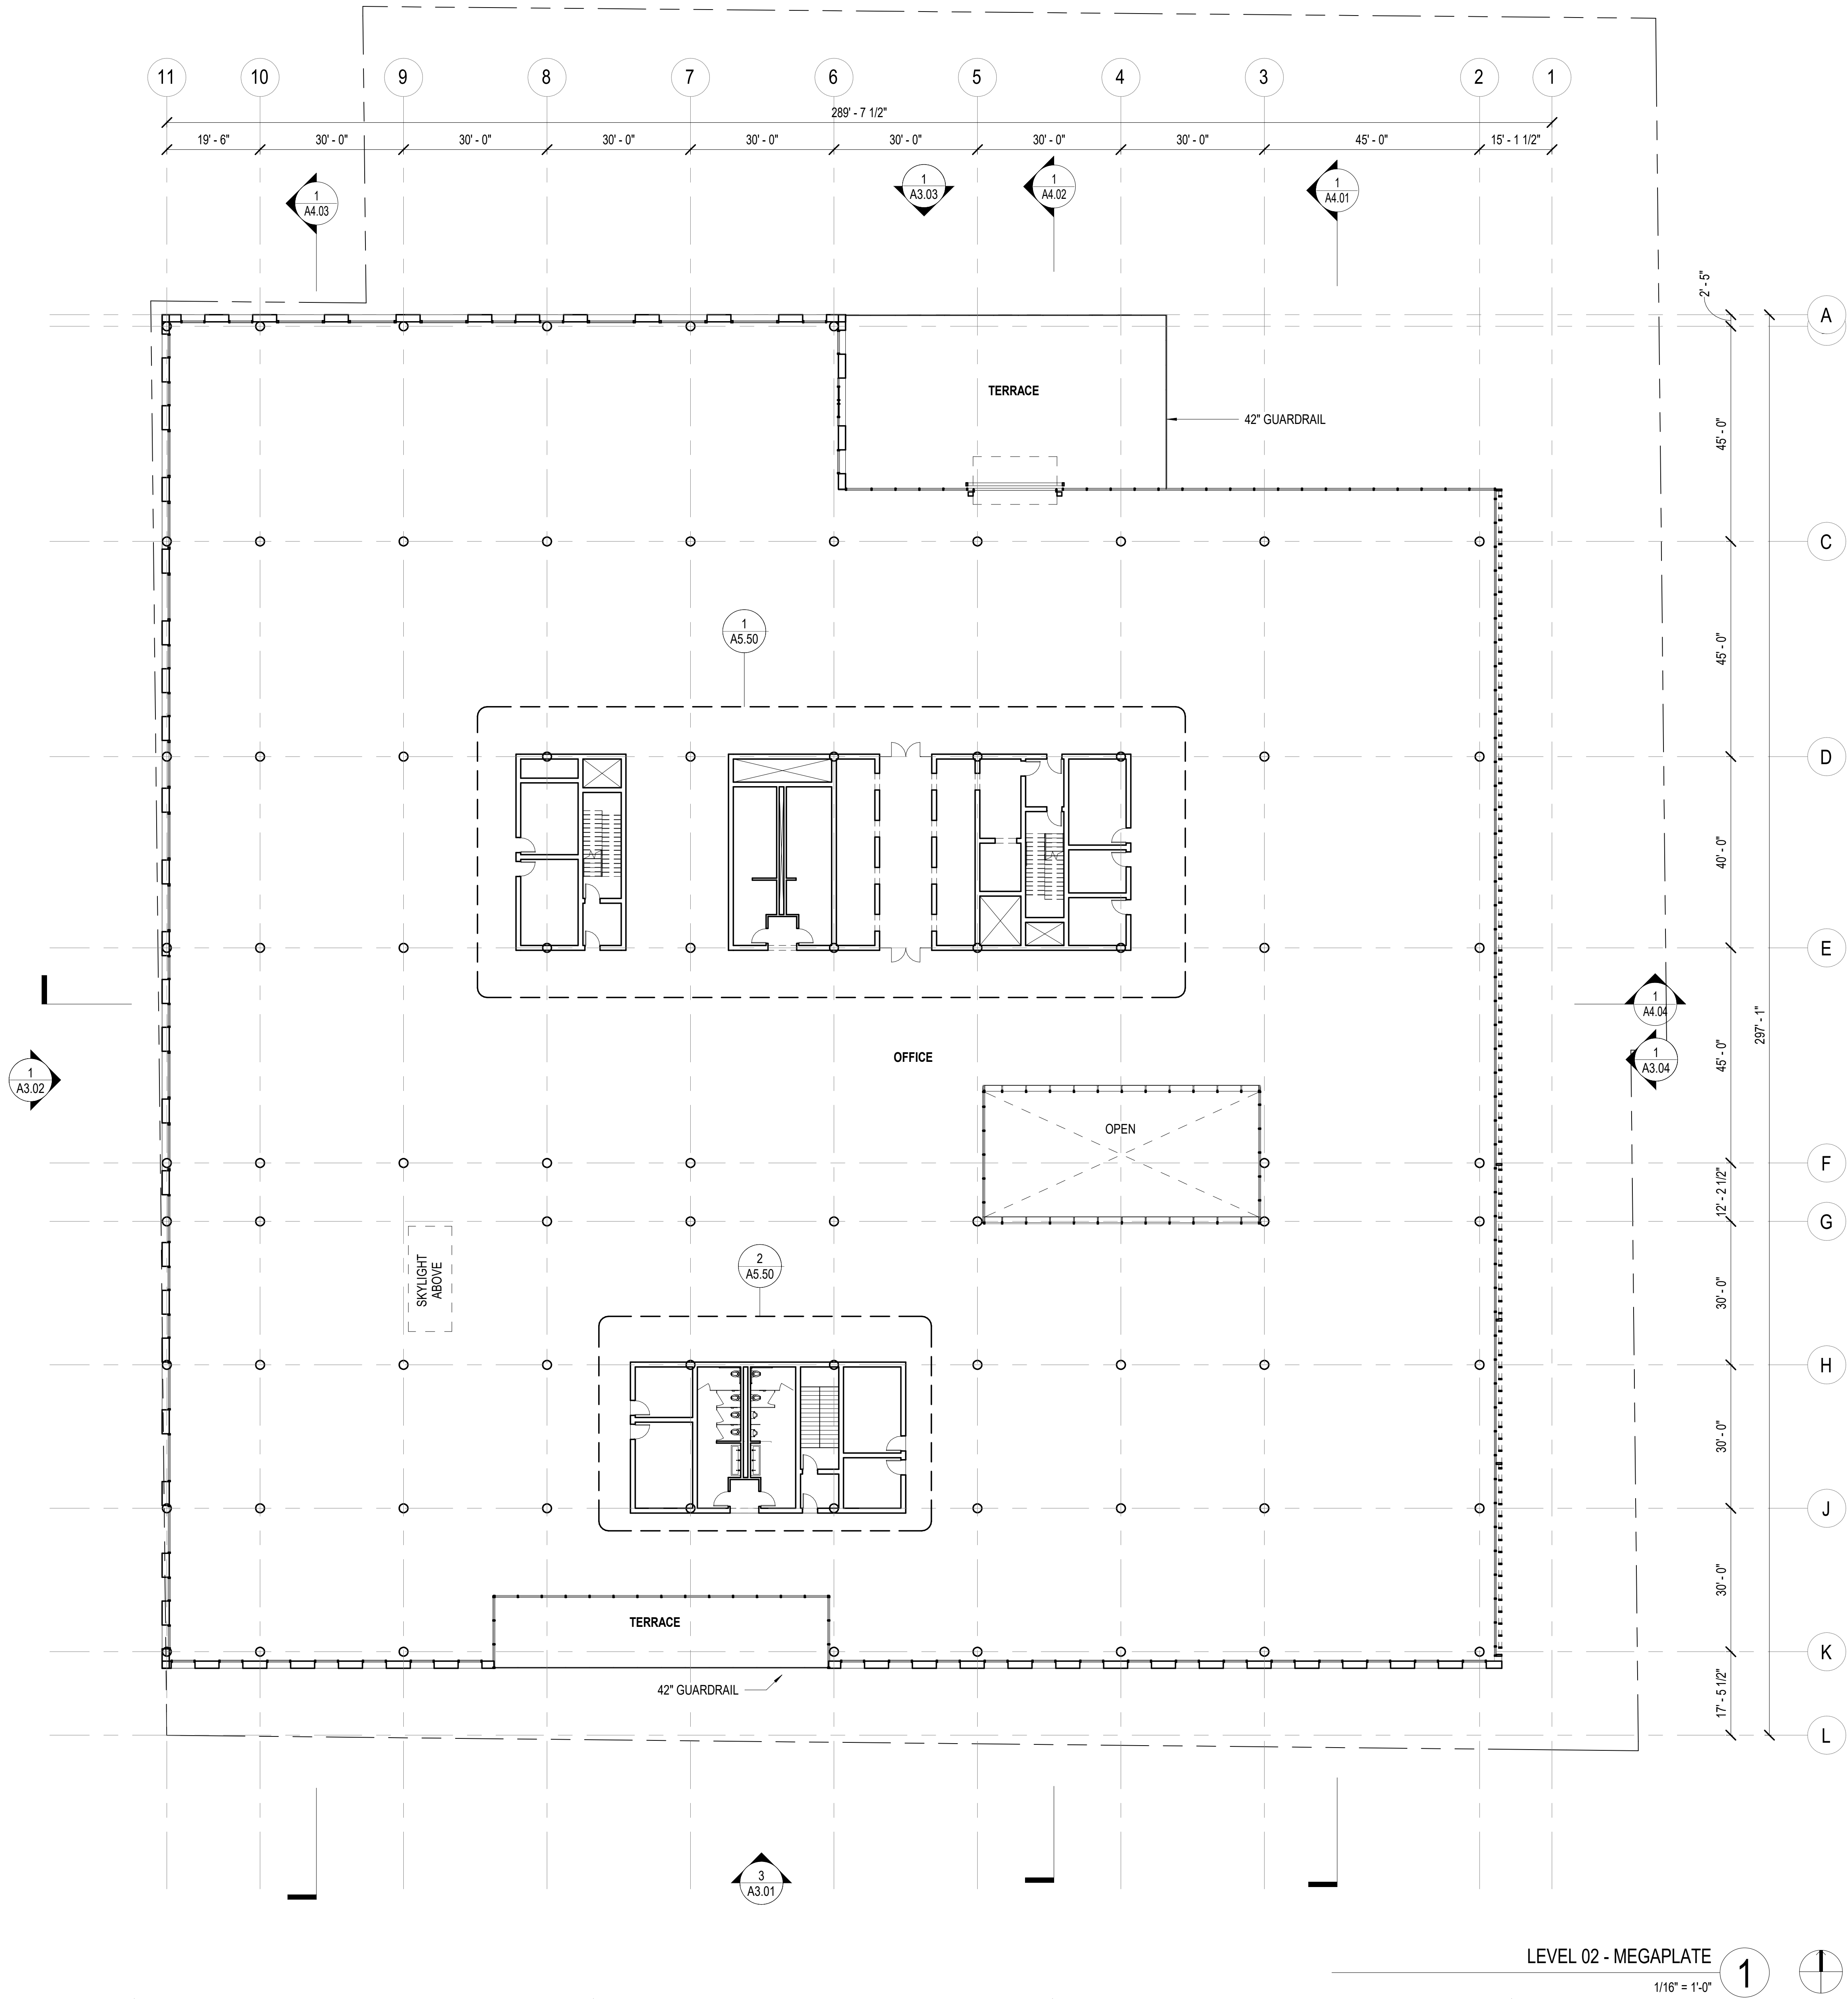 11 10 9 8 7 6 5 4 3 2 1
289' - 7 1/2"
19' - 6" 30' - 0" 30' - 0" 30' - 0" 30' - 0" 30' - 0" 30' - 0" 30' - 0" 45' - 0" 15' - 1 1/2"
1
A4.03
1
A3.03
1
A4.02
1
A4.01
2' - 5"
A
TERRACE
42" GUARDRAIL
45' - 0"
C
1
A5.50
45' - 0"
D
40' - 0"
E
1
A4.04
297' - 1"
OFFICE
45' - 0"
1
A3.04
1
A3.02
OPEN
F
12' - 2 1/2"
G
SKYLIGHT
ABOVE
2
A5.50
30' - 0"
H
30' - 0"
J
30' - 0"
TERRACE
K
42" GUARDRAIL
17' - 5 1/2"
L
3
A3.01
LEVEL 02 - MEGAPLATE
1
1/16" = 1'-0"